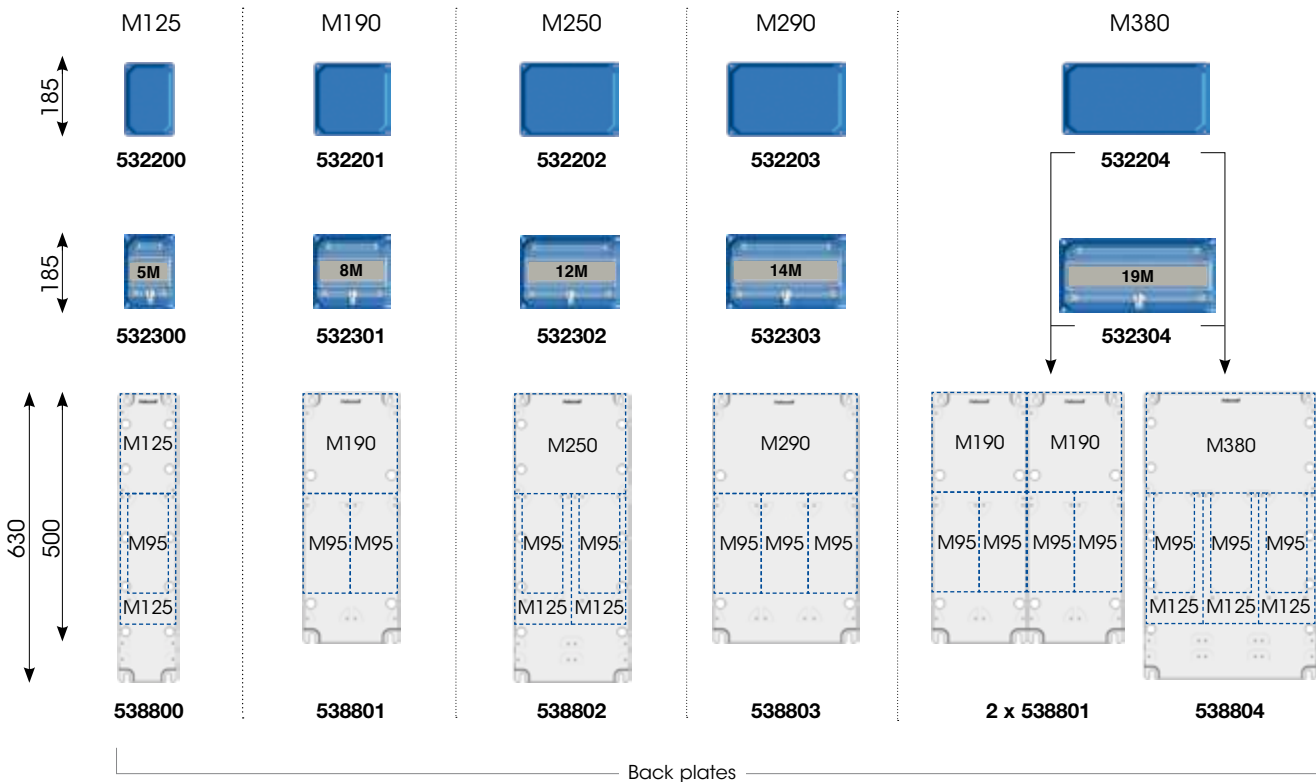 M125 M190 M250 M290 M380
185
532200 532201 532202 532203 532204
185
5M 8M 12M 14M 19M
532300 532301 532302 532303 532304
630
500
M125 M190 M250 M290 M190 M190 M380
M95 M95 M95 M95 M95 M95 M95 M95 M95 M95 M95 M95 M95 M95 M95
M125 M125 M125 M125 M125 M125
538800 538801 538802 538803 2 x 538801 538804
Back plates